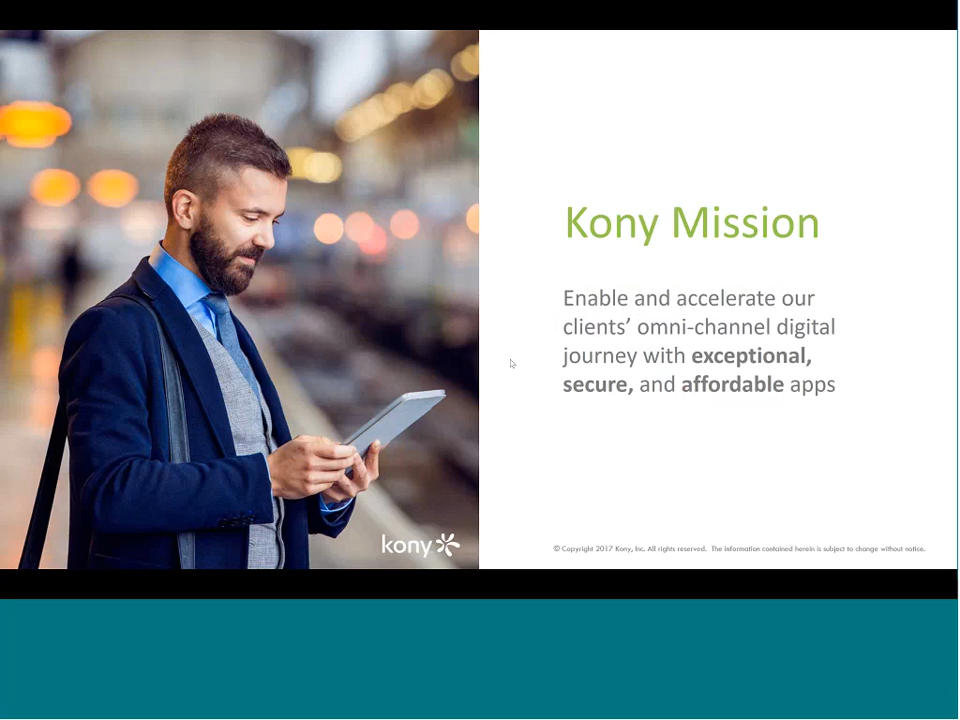 Kony Mission
Enable and accelerate our
clients’ omni-channel digital
journey with exceptional,
secure, and affordable apps
kony
© Copyright 2017 Kony, Inc. All rights reserved. The information contained herein is subject to change without notice.